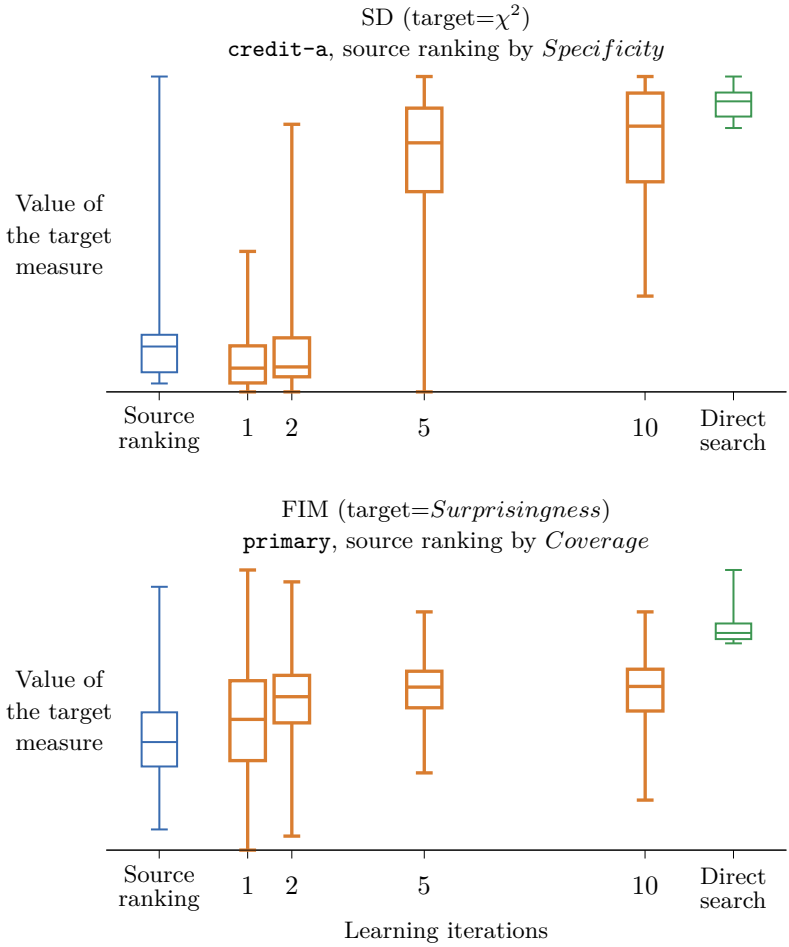 SD (target=χ²)
credit-a, source ranking by Specificity
Value of
the target
measure
Source
ranking
1
2
5
10
Direct
search
FIM (target=Surprisingness)
primary, source ranking by Coverage
Value of
the target
measure
Source
ranking
1
2
5
10
Direct
search
Learning iterations